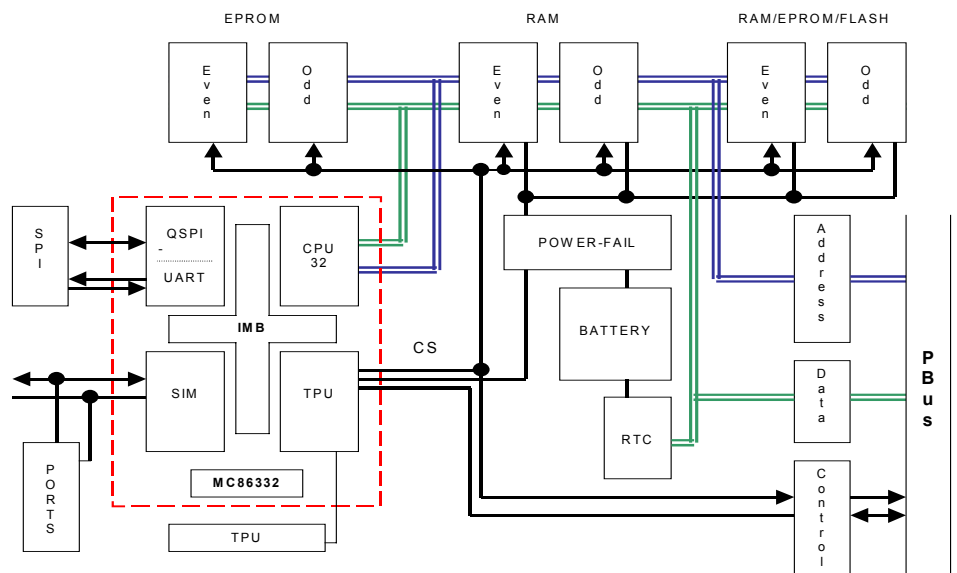 EPROM
RAM
RAM/EPROM/FLASH
Even
Odd
Even
Odd
Even
Odd
SPI
QSPI
-
UART
CPU
32
IMB
SIM
TPU
MC86332
TPU
PORTS
CS
POWER-FAIL
BATTERY
RTC
Address
Data
Control
PBus